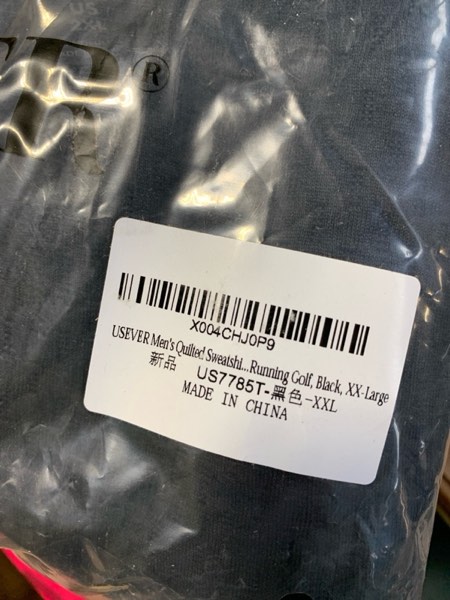 ER®
X004CHJ0P9
USEVER Men's Quilted Sweatshi...Running Golf, Black, XX-Large
新品
US7785T-黑色-XXL
MADE IN CHINA